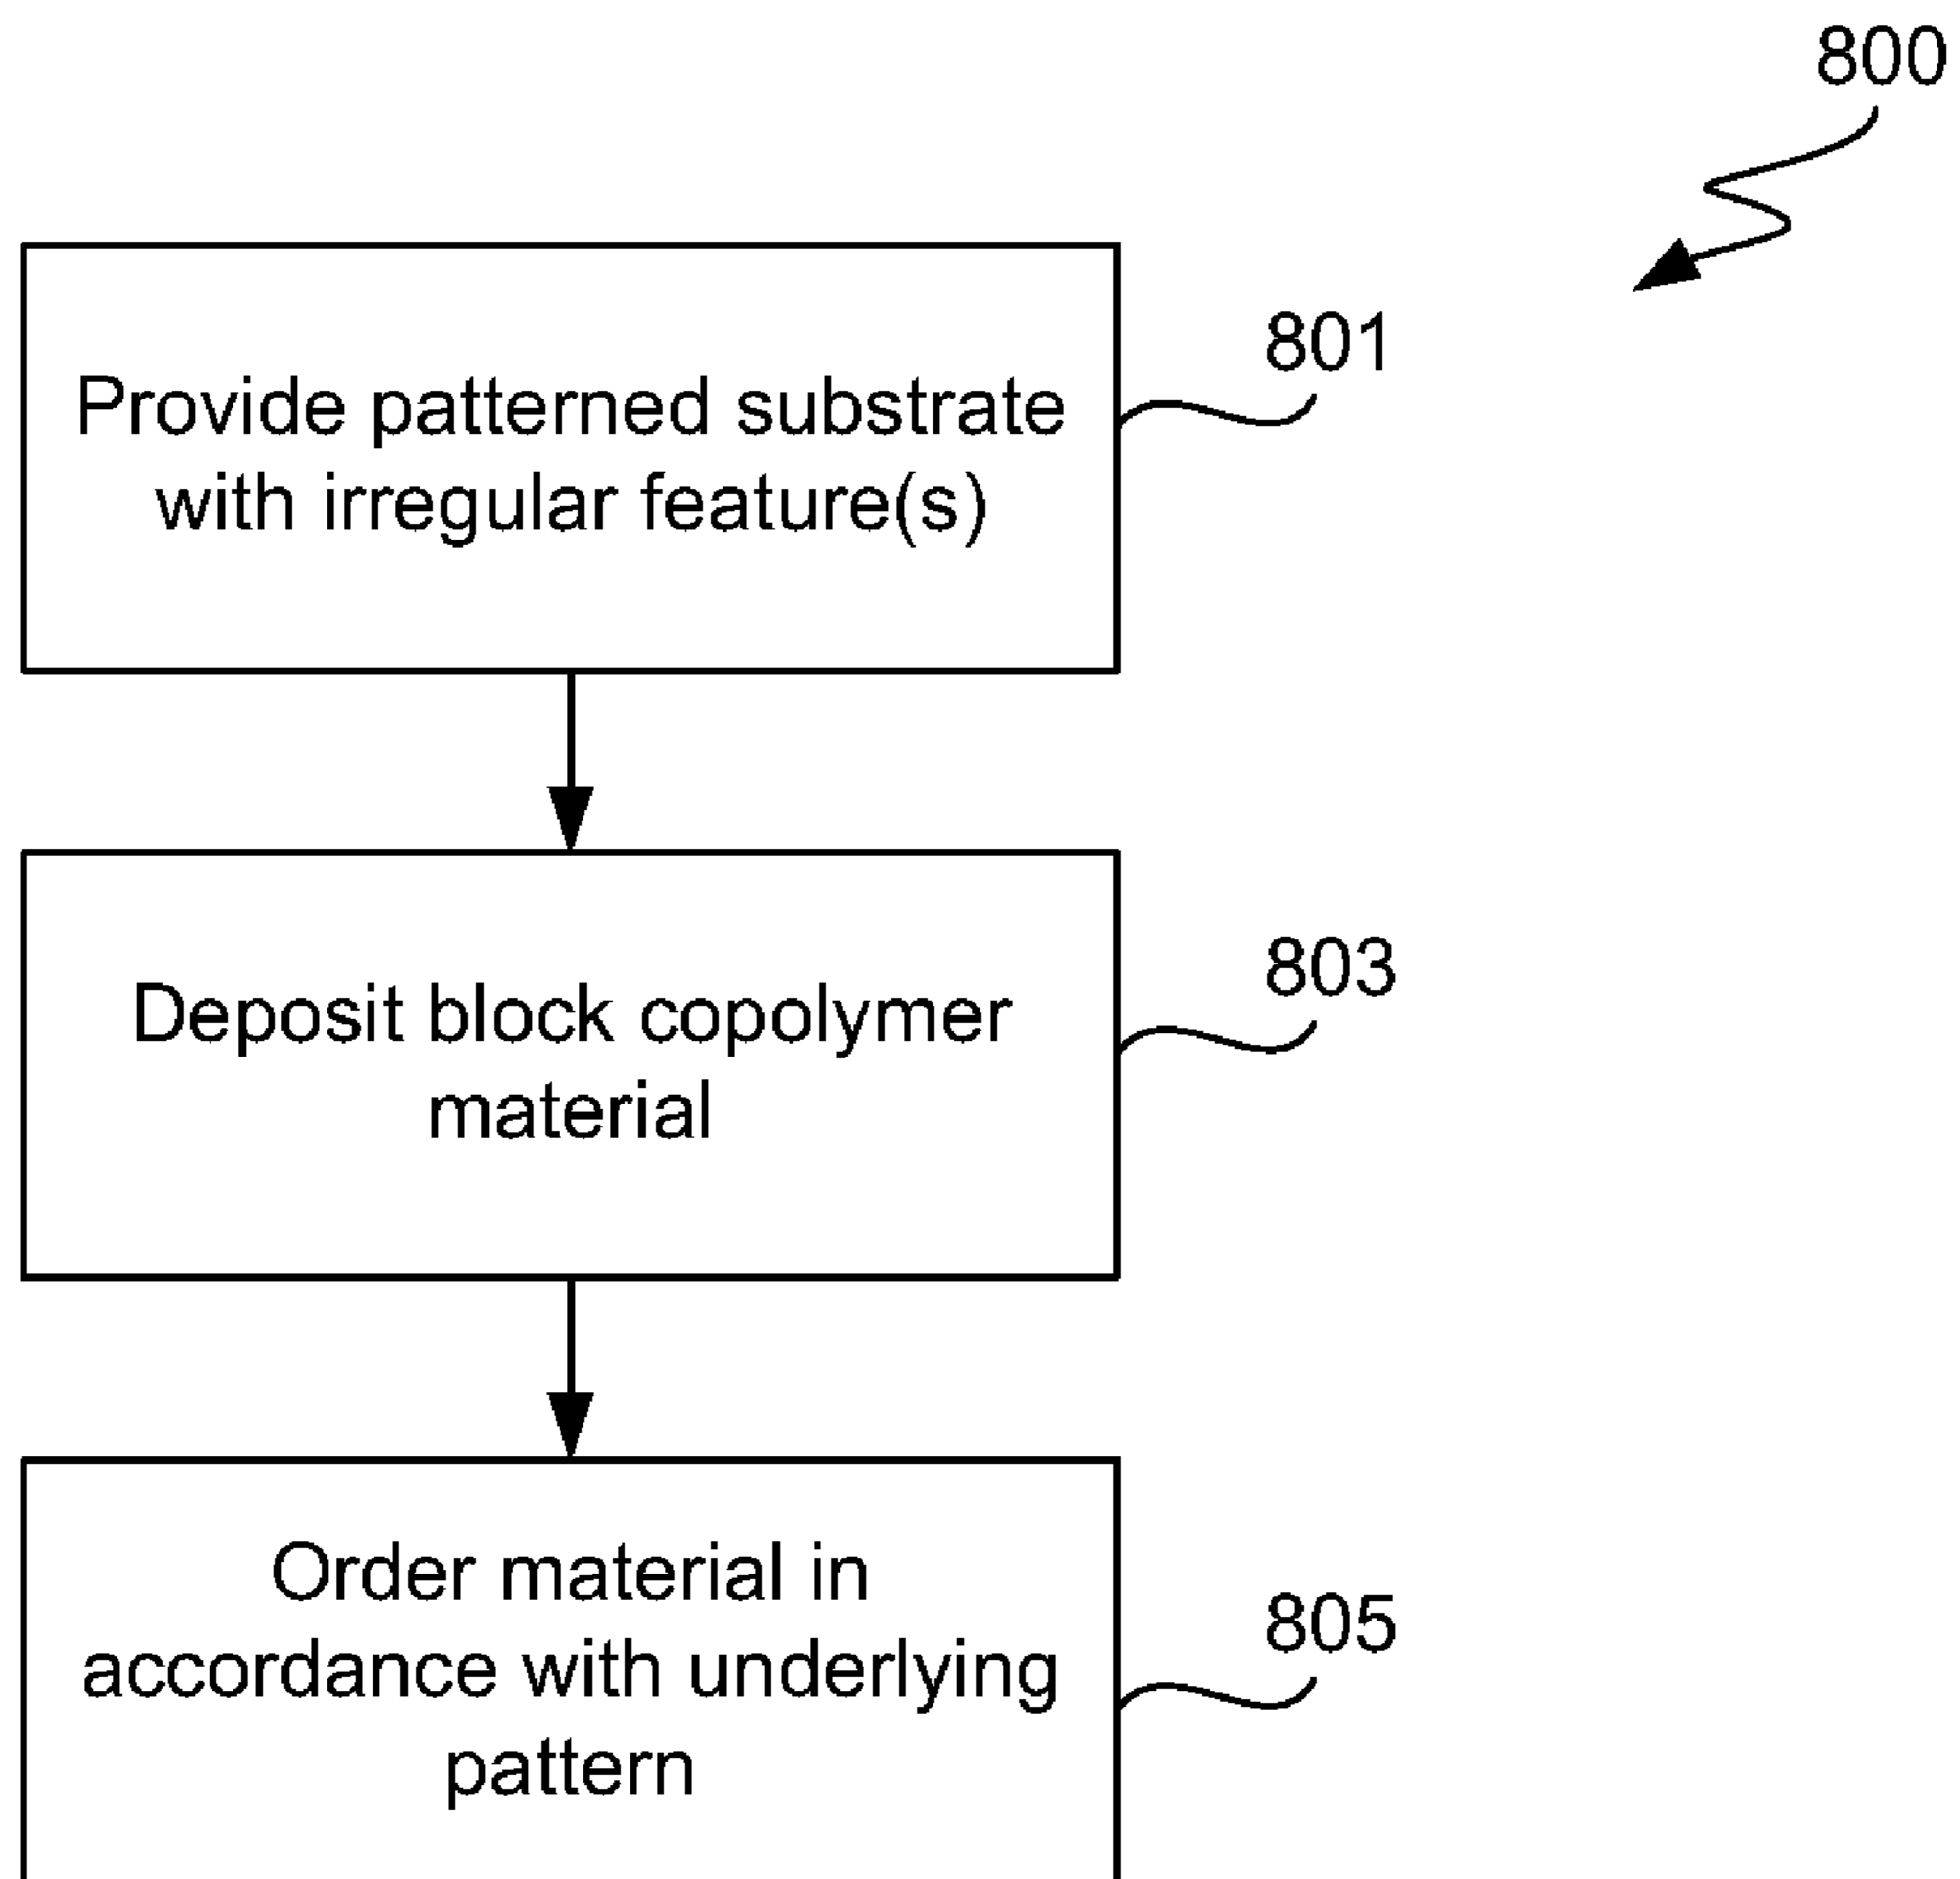 800
801
Provide patterned substrate
with irregular feature(s)
803
Deposit block copolymer
material
805
Order material in
accordance with underlying
pattern